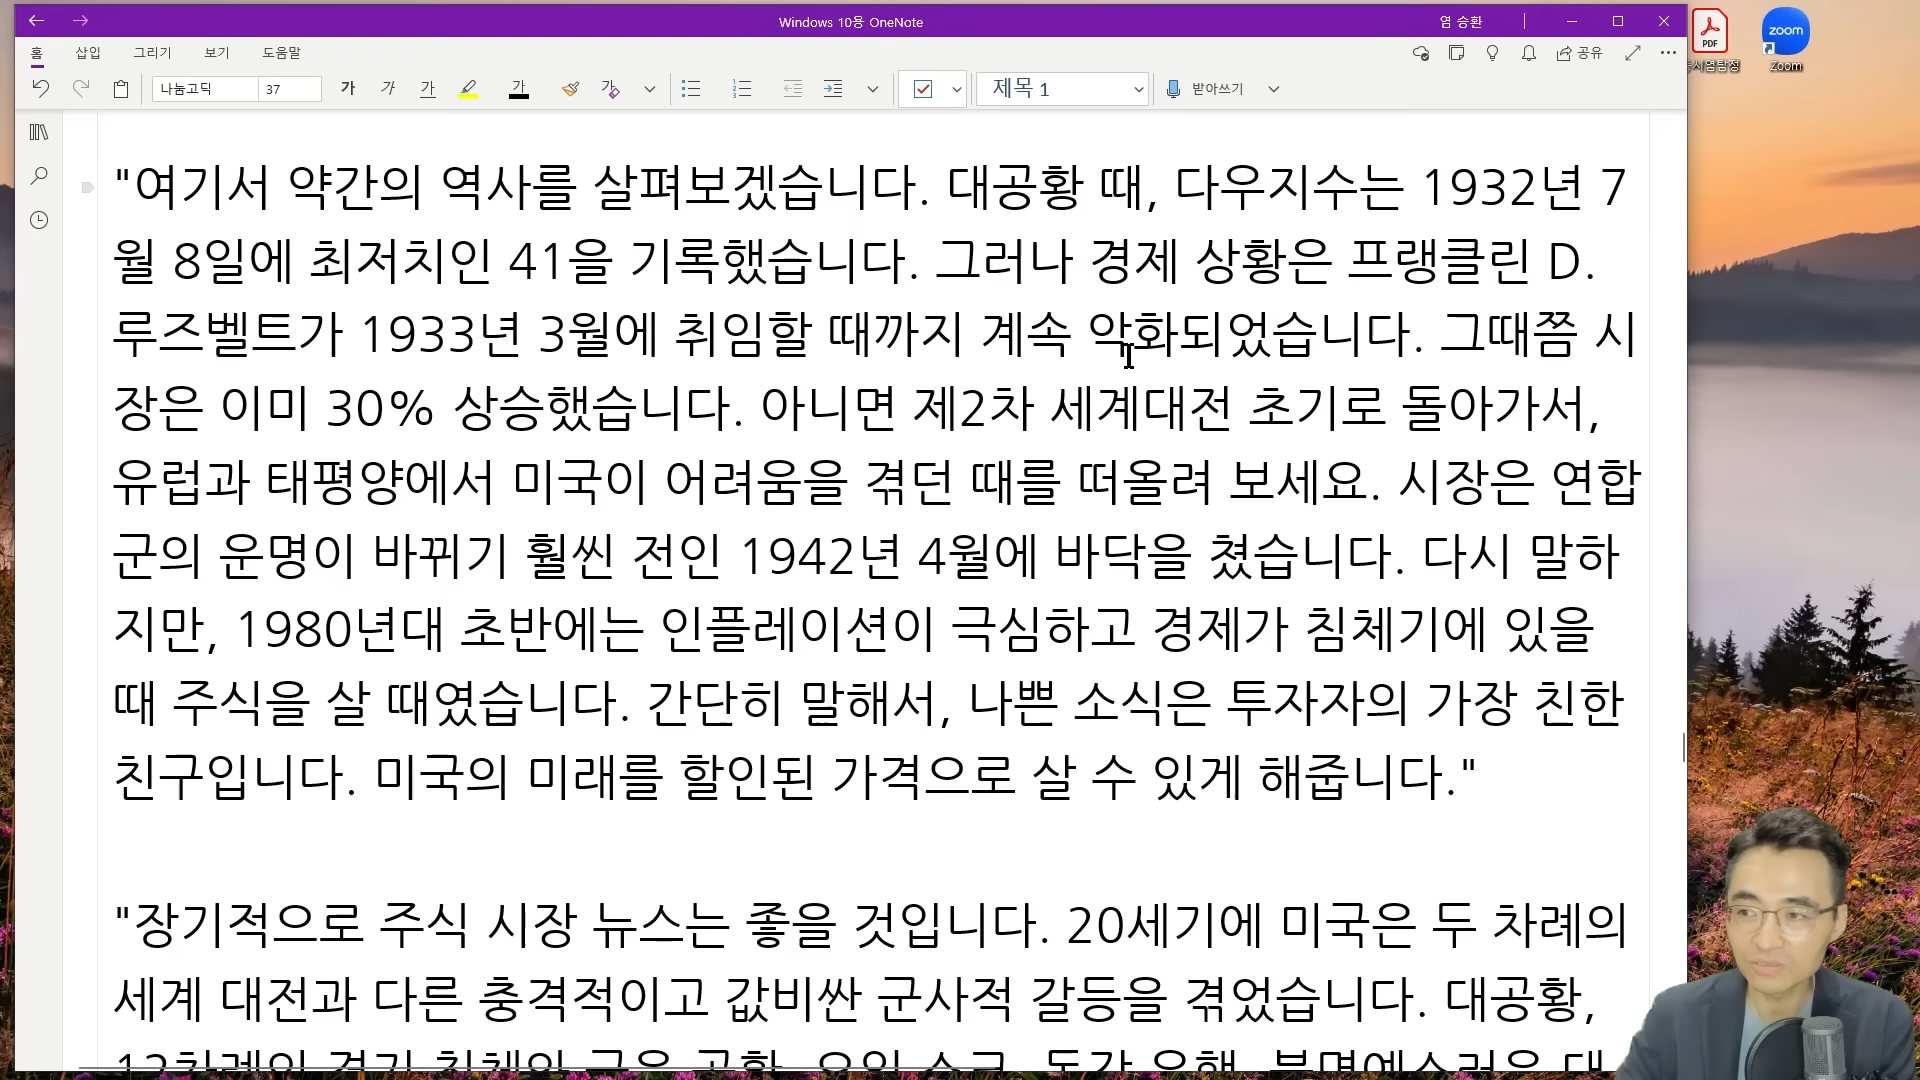 Windows 10용 OneNote
염 승환
홈 삽입 그리기 보기 도움말
공유
나눔고딕 37 가 가 가 가 가 제목 1 받아쓰기
PDF
zoom
Zoom
"여기서 약간의 역사를 살펴보겠습니다. 대공황 때, 다우지수는 1932년 7
월 8일에 최저치인 41을 기록했습니다. 그러나 경제 상황은 프랭클린 D.
루즈벨트가 1933년 3월에 취임할 때까지 계속 악화되었습니다. 그때쯤 시
장은 이미 30% 상승했습니다. 아니면 제2차 세계대전 초기로 돌아가서,
유럽과 태평양에서 미국이 어려움을 겪던 때를 떠올려 보세요. 시장은 연합
군의 운명이 바뀌기 훨씬 전인 1942년 4월에 바닥을 쳤습니다. 다시 말하
지만, 1980년대 초반에는 인플레이션이 극심하고 경제가 침체기에 있을
때 주식을 살 때였습니다. 간단히 말해서, 나쁜 소식은 투자자의 가장 친한
친구입니다. 미국의 미래를 할인된 가격으로 살 수 있게 해줍니다."
"장기적으로 주식 시장 뉴스는 좋을 것입니다. 20세기에 미국은 두 차례의
세계 대전과 다른 충격적이고 값비싼 군사적 갈등을 겪었습니다. 대공황,